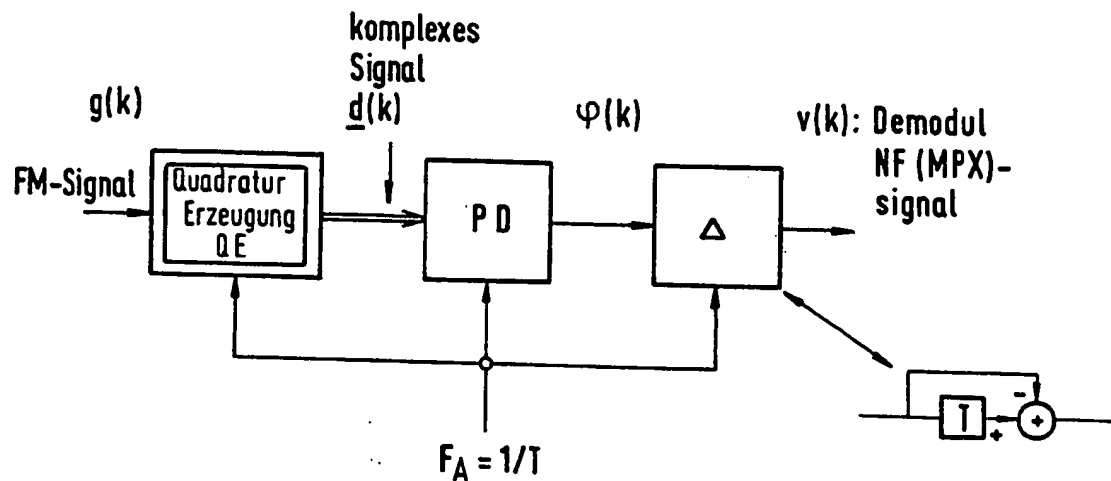 komplexes
Signal
d(k)
g(k)
φ(k)
v(k): Demodul
NF (MPX)-
signal
FM-Signal
Quadratur
Erzeugung
QE
PD
Δ
F_A = 1/T
T
-
+
+